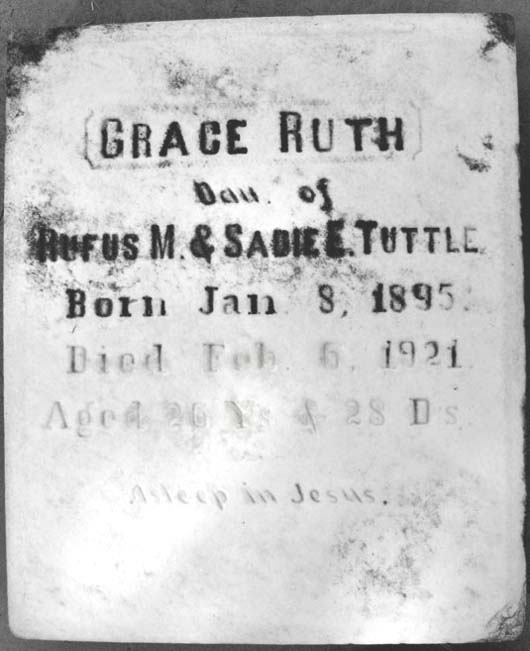 GRACE RUTH
Dau. of
RUFUS M. & SADIE E. TUTTLE
Born Jan 8, 1895.
Died Feb. 6, 1921
Aged 26 Ys & 28 Ds
Asleep in Jesus.